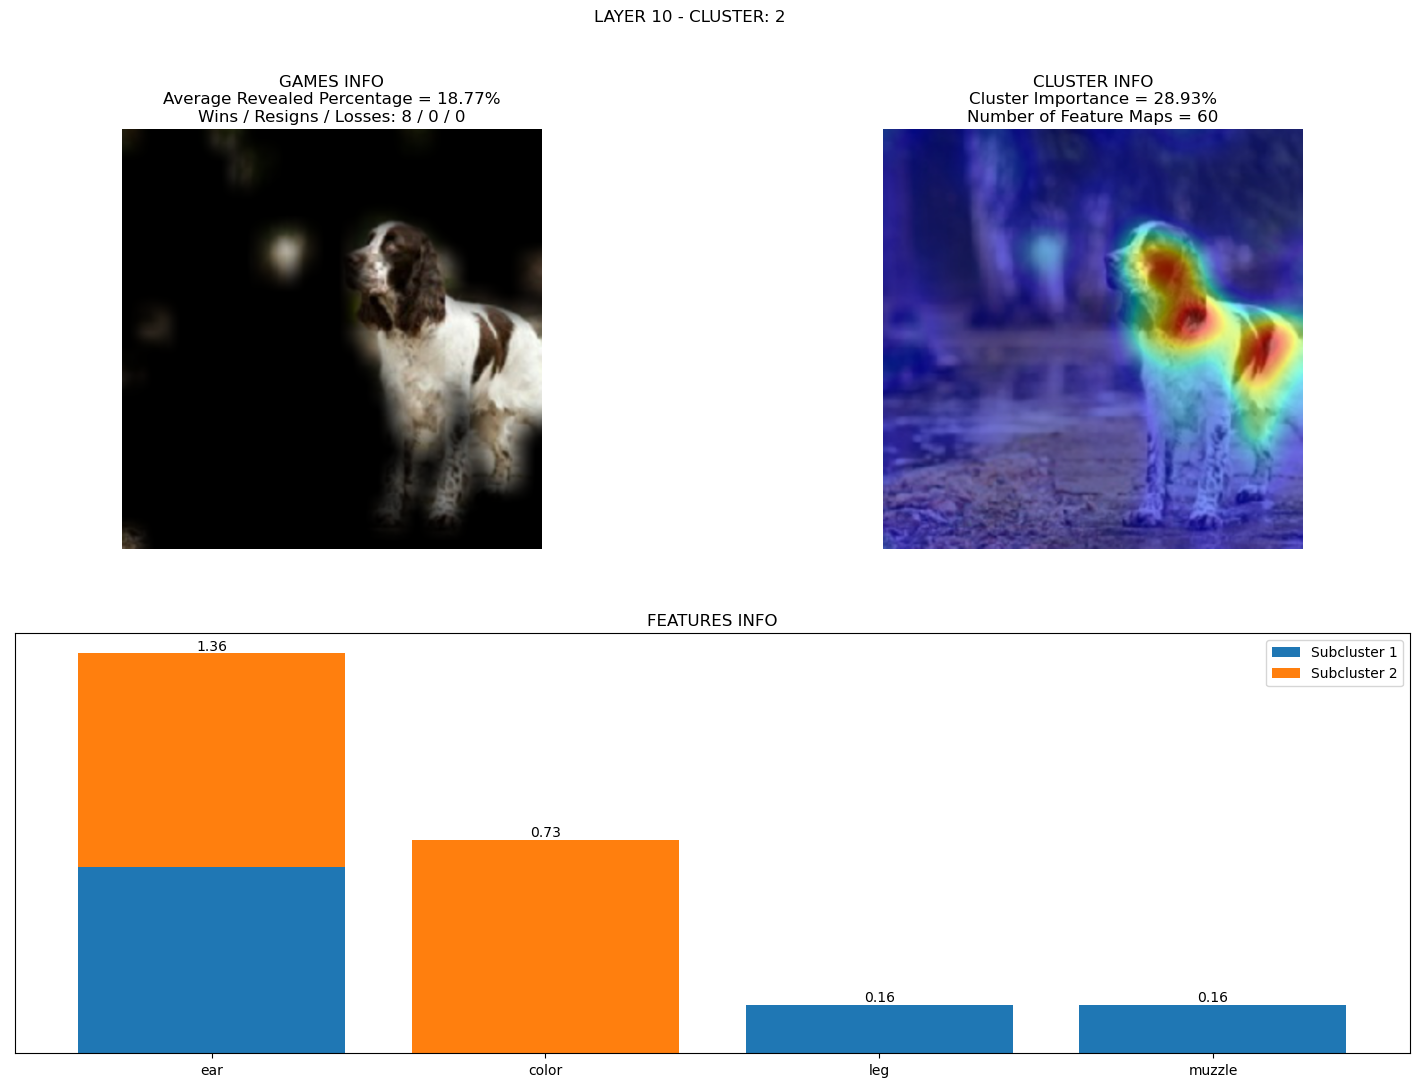 LAYER 10 - CLUSTER: 2
GAMES INFO
Average Revealed Percentage = 18.77%
Wins / Resigns / Losses: 8 / 0 / 0
CLUSTER INFO
Cluster Importance = 28.93%
Number of Feature Maps = 60
FEATURES INFO
Subcluster 1
Subcluster 2
1.36
0.73
0.16
0.16
ear
color
leg
muzzle